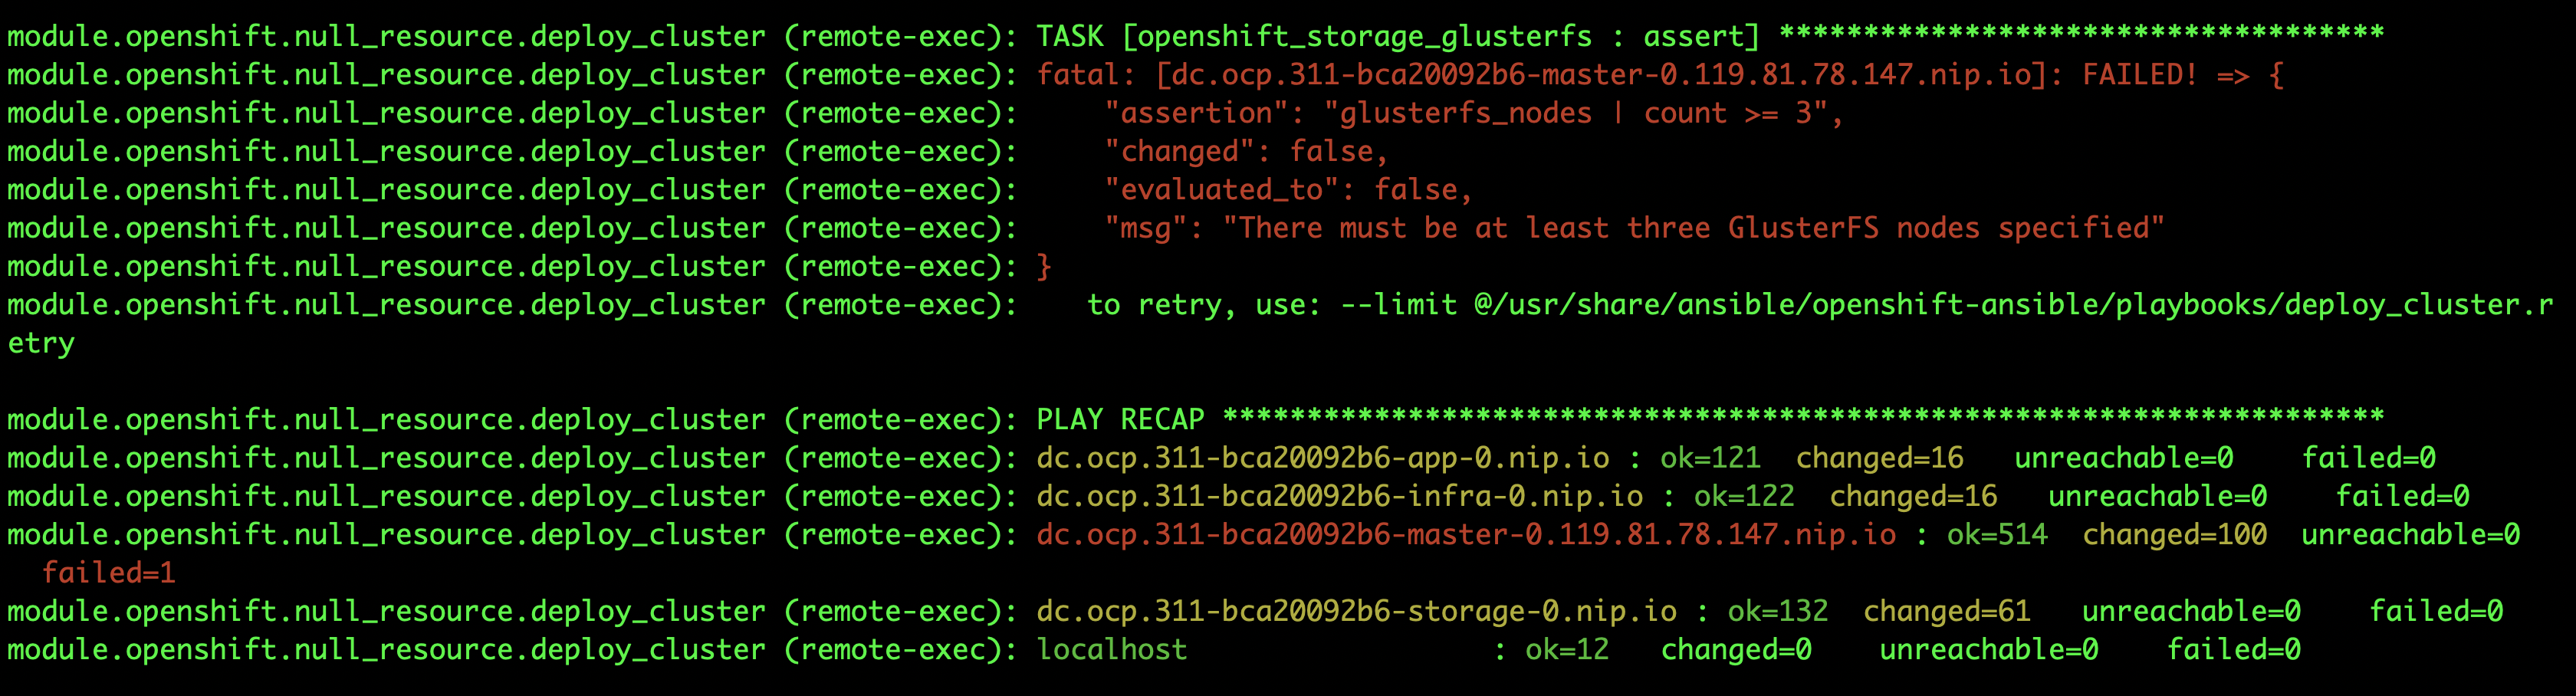 module.openshift.null_resource.deploy_cluster (remote-exec): TASK [openshift_storage_glusterfs : assert] ************************************
module.openshift.null_resource.deploy_cluster (remote-exec): fatal: [dc.ocp.311-bca20092b6-master-0.119.81.78.147.nip.io]: FAILED! => {
module.openshift.null_resource.deploy_cluster (remote-exec):     "assertion": "glusterfs_nodes | count >= 3",
module.openshift.null_resource.deploy_cluster (remote-exec):     "changed": false,
module.openshift.null_resource.deploy_cluster (remote-exec):     "evaluated_to": false,
module.openshift.null_resource.deploy_cluster (remote-exec):     "msg": "There must be at least three GlusterFS nodes specified"
module.openshift.null_resource.deploy_cluster (remote-exec): }
module.openshift.null_resource.deploy_cluster (remote-exec):    to retry, use: --limit @/usr/share/ansible/openshift-ansible/playbooks/deploy_cluster.r
etry
module.openshift.null_resource.deploy_cluster (remote-exec): PLAY RECAP *********************************************************************
module.openshift.null_resource.deploy_cluster (remote-exec): dc.ocp.311-bca20092b6-app-0.nip.io : ok=121  changed=16   unreachable=0    failed=0
module.openshift.null_resource.deploy_cluster (remote-exec): dc.ocp.311-bca20092b6-infra-0.nip.io : ok=122  changed=16   unreachable=0    failed=0
module.openshift.null_resource.deploy_cluster (remote-exec): dc.ocp.311-bca20092b6-master-0.119.81.78.147.nip.io : ok=514  changed=100  unreachable=0
  failed=1
module.openshift.null_resource.deploy_cluster (remote-exec): dc.ocp.311-bca20092b6-storage-0.nip.io : ok=132  changed=61   unreachable=0    failed=0
module.openshift.null_resource.deploy_cluster (remote-exec): localhost                  : ok=12   changed=0    unreachable=0    failed=0